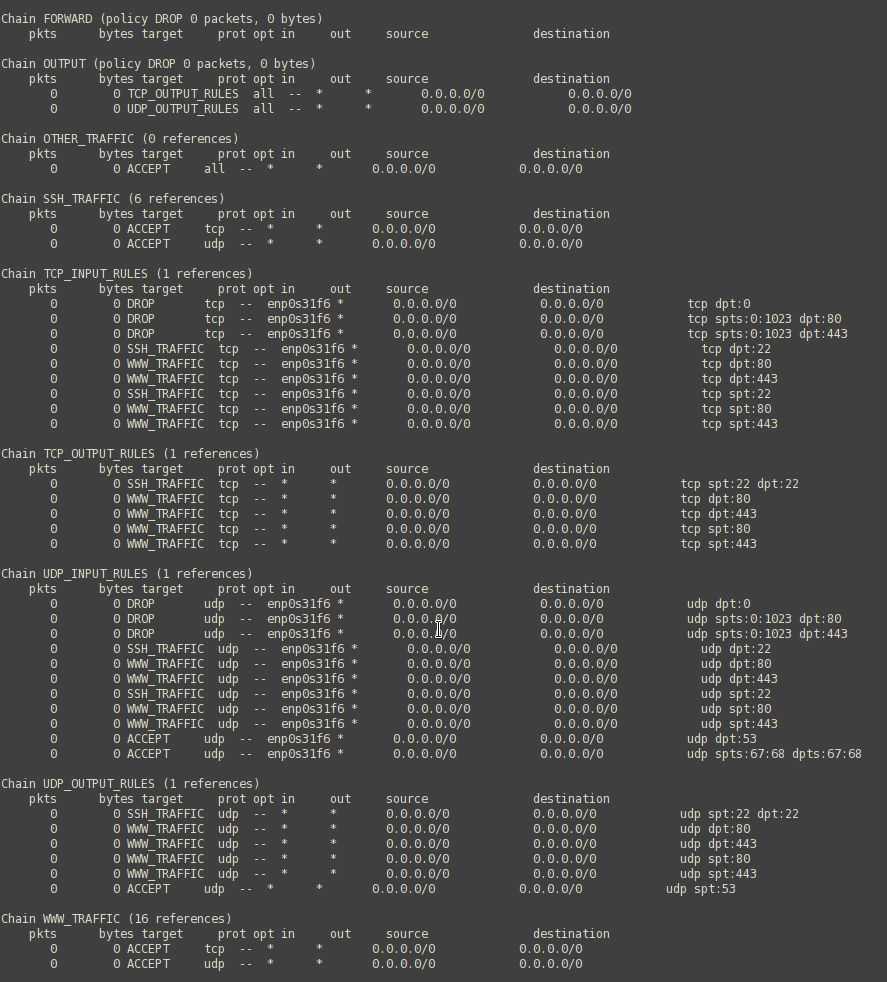 Chain FORWARD (policy DROP 0 packets, 0 bytes)
pkts bytes target prot opt in out source destination
Chain OUTPUT (policy DROP 0 packets, 0 bytes)
pkts bytes target prot opt in out source destination
0 0 TCP_OUTPUT_RULES all -- * * 0.0.0.0/0 0.0.0.0/0
0 0 UDP_OUTPUT_RULES all -- * * 0.0.0.0/0 0.0.0.0/0
Chain OTHER_TRAFFIC (0 references)
pkts bytes target prot opt in out source destination
0 0 ACCEPT all -- * * 0.0.0.0/0 0.0.0.0/0
Chain SSH_TRAFFIC (6 references)
pkts bytes target prot opt in out source destination
0 0 ACCEPT tcp -- * * 0.0.0.0/0 0.0.0.0/0
0 0 ACCEPT udp -- * * 0.0.0.0/0 0.0.0.0/0
Chain TCP_INPUT_RULES (1 references)
pkts bytes target prot opt in out source destination
0 0 DROP tcp -- enp0s31f6 * 0.0.0.0/0 0.0.0.0/0 tcp dpt:0
0 0 DROP tcp -- enp0s31f6 * 0.0.0.0/0 0.0.0.0/0 tcp spts:0:1023 dpt:80
0 0 DROP tcp -- enp0s31f6 * 0.0.0.0/0 0.0.0.0/0 tcp spts:0:1023 dpt:443
0 0 SSH_TRAFFIC tcp -- enp0s31f6 * 0.0.0.0/0 0.0.0.0/0 tcp dpt:22
0 0 WWW_TRAFFIC tcp -- enp0s31f6 * 0.0.0.0/0 0.0.0.0/0 tcp dpt:80
0 0 WWW_TRAFFIC tcp -- enp0s31f6 * 0.0.0.0/0 0.0.0.0/0 tcp dpt:443
0 0 SSH_TRAFFIC tcp -- enp0s31f6 * 0.0.0.0/0 0.0.0.0/0 tcp spt:22
0 0 WWW_TRAFFIC tcp -- enp0s31f6 * 0.0.0.0/0 0.0.0.0/0 tcp spt:80
0 0 WWW_TRAFFIC tcp -- enp0s31f6 * 0.0.0.0/0 0.0.0.0/0 tcp spt:443
Chain TCP_OUTPUT_RULES (1 references)
pkts bytes target prot opt in out source destination
0 0 SSH_TRAFFIC tcp -- * * 0.0.0.0/0 0.0.0.0/0 tcp spt:22 dpt:22
0 0 WWW_TRAFFIC tcp -- * * 0.0.0.0/0 0.0.0.0/0 tcp dpt:80
0 0 WWW_TRAFFIC tcp -- * * 0.0.0.0/0 0.0.0.0/0 tcp dpt:443
0 0 WWW_TRAFFIC tcp -- * * 0.0.0.0/0 0.0.0.0/0 tcp spt:80
0 0 WWW_TRAFFIC tcp -- * * 0.0.0.0/0 0.0.0.0/0 tcp spt:443
Chain UDP_INPUT_RULES (1 references)
pkts bytes target prot opt in out source destination
0 0 DROP udp -- enp0s31f6 * 0.0.0.0/0 0.0.0.0/0 udp dpt:0
0 0 DROP udp -- enp0s31f6 * 0.0.0.0/0 0.0.0.0/0 udp spts:0:1023 dpt:80
0 0 DROP udp -- enp0s31f6 * 0.0.0.0/0 0.0.0.0/0 udp spts:0:1023 dpt:443
0 0 SSH_TRAFFIC udp -- enp0s31f6 * 0.0.0.0/0 0.0.0.0/0 udp dpt:22
0 0 WWW_TRAFFIC udp -- enp0s31f6 * 0.0.0.0/0 0.0.0.0/0 udp dpt:80
0 0 WWW_TRAFFIC udp -- enp0s31f6 * 0.0.0.0/0 0.0.0.0/0 udp dpt:443
0 0 SSH_TRAFFIC udp -- enp0s31f6 * 0.0.0.0/0 0.0.0.0/0 udp spt:22
0 0 WWW_TRAFFIC udp -- enp0s31f6 * 0.0.0.0/0 0.0.0.0/0 udp spt:80
0 0 WWW_TRAFFIC udp -- enp0s31f6 * 0.0.0.0/0 0.0.0.0/0 udp spt:443
0 0 ACCEPT udp -- enp0s31f6 * 0.0.0.0/0 0.0.0.0/0 udp dpt:53
0 0 ACCEPT udp -- enp0s31f6 * 0.0.0.0/0 0.0.0.0/0 udp spts:67:68 dpts:67:68
Chain UDP_OUTPUT_RULES (1 references)
pkts bytes target prot opt in out source destination
0 0 SSH_TRAFFIC udp -- * * 0.0.0.0/0 0.0.0.0/0 udp spt:22 dpt:22
0 0 WWW_TRAFFIC udp -- * * 0.0.0.0/0 0.0.0.0/0 udp dpt:80
0 0 WWW_TRAFFIC udp -- * * 0.0.0.0/0 0.0.0.0/0 udp dpt:443
0 0 WWW_TRAFFIC udp -- * * 0.0.0.0/0 0.0.0.0/0 udp spt:80
0 0 WWW_TRAFFIC udp -- * * 0.0.0.0/0 0.0.0.0/0 udp spt:443
0 0 ACCEPT udp -- * * 0.0.0.0/0 0.0.0.0/0 udp spt:53
Chain WWW_TRAFFIC (16 references)
pkts bytes target prot opt in out source destination
0 0 ACCEPT tcp -- * * 0.0.0.0/0 0.0.0.0/0
0 0 ACCEPT udp -- * * 0.0.0.0/0 0.0.0.0/0